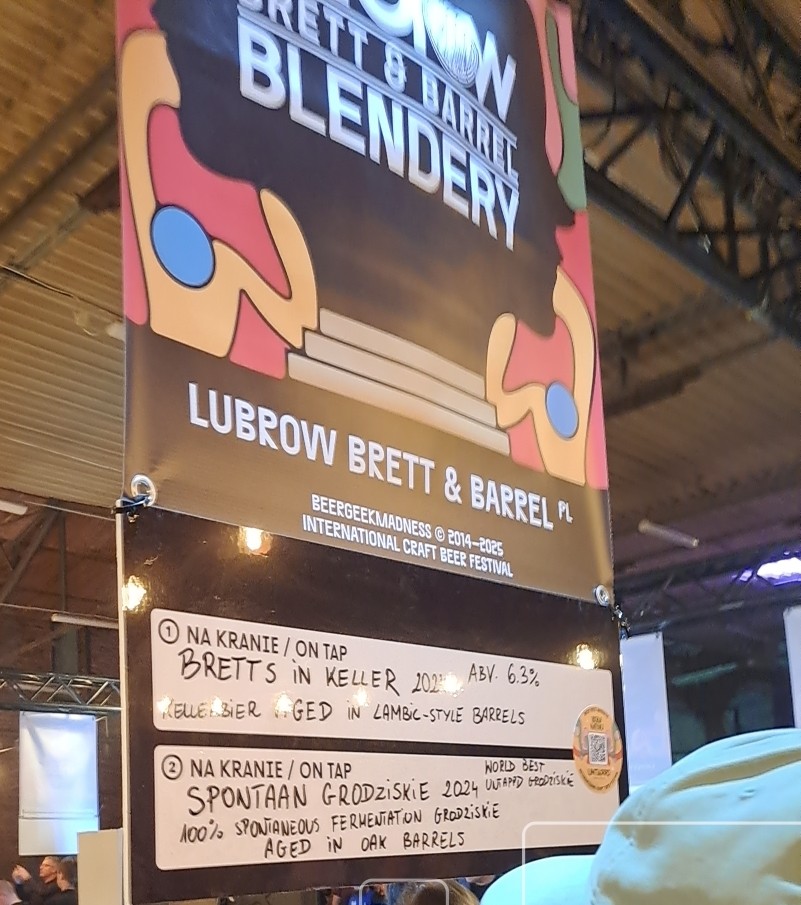 BRETT & BARREL
BLENDERY
LUBROW BRETT & BARREL PL
BEERGEEKMADNESS © 2014–2025
INTERNATIONAL CRAFT BEER FESTIVAL
① NA KRANIE / ON TAP
BRETTS IN KELLER ABV. 6.3%
KELLERBIER AGED IN LAMBIC-STYLE BARRELS
② NA KRANIE / ON TAP
WORLD BEST
UNTAPPD GRODZISKIE
SPONTAAN GRODZISKIE 2024
100% SPONTANEOUS FERMENTATION GRODZISKIE
AGED IN OAK BARRELS
UNTAPPD